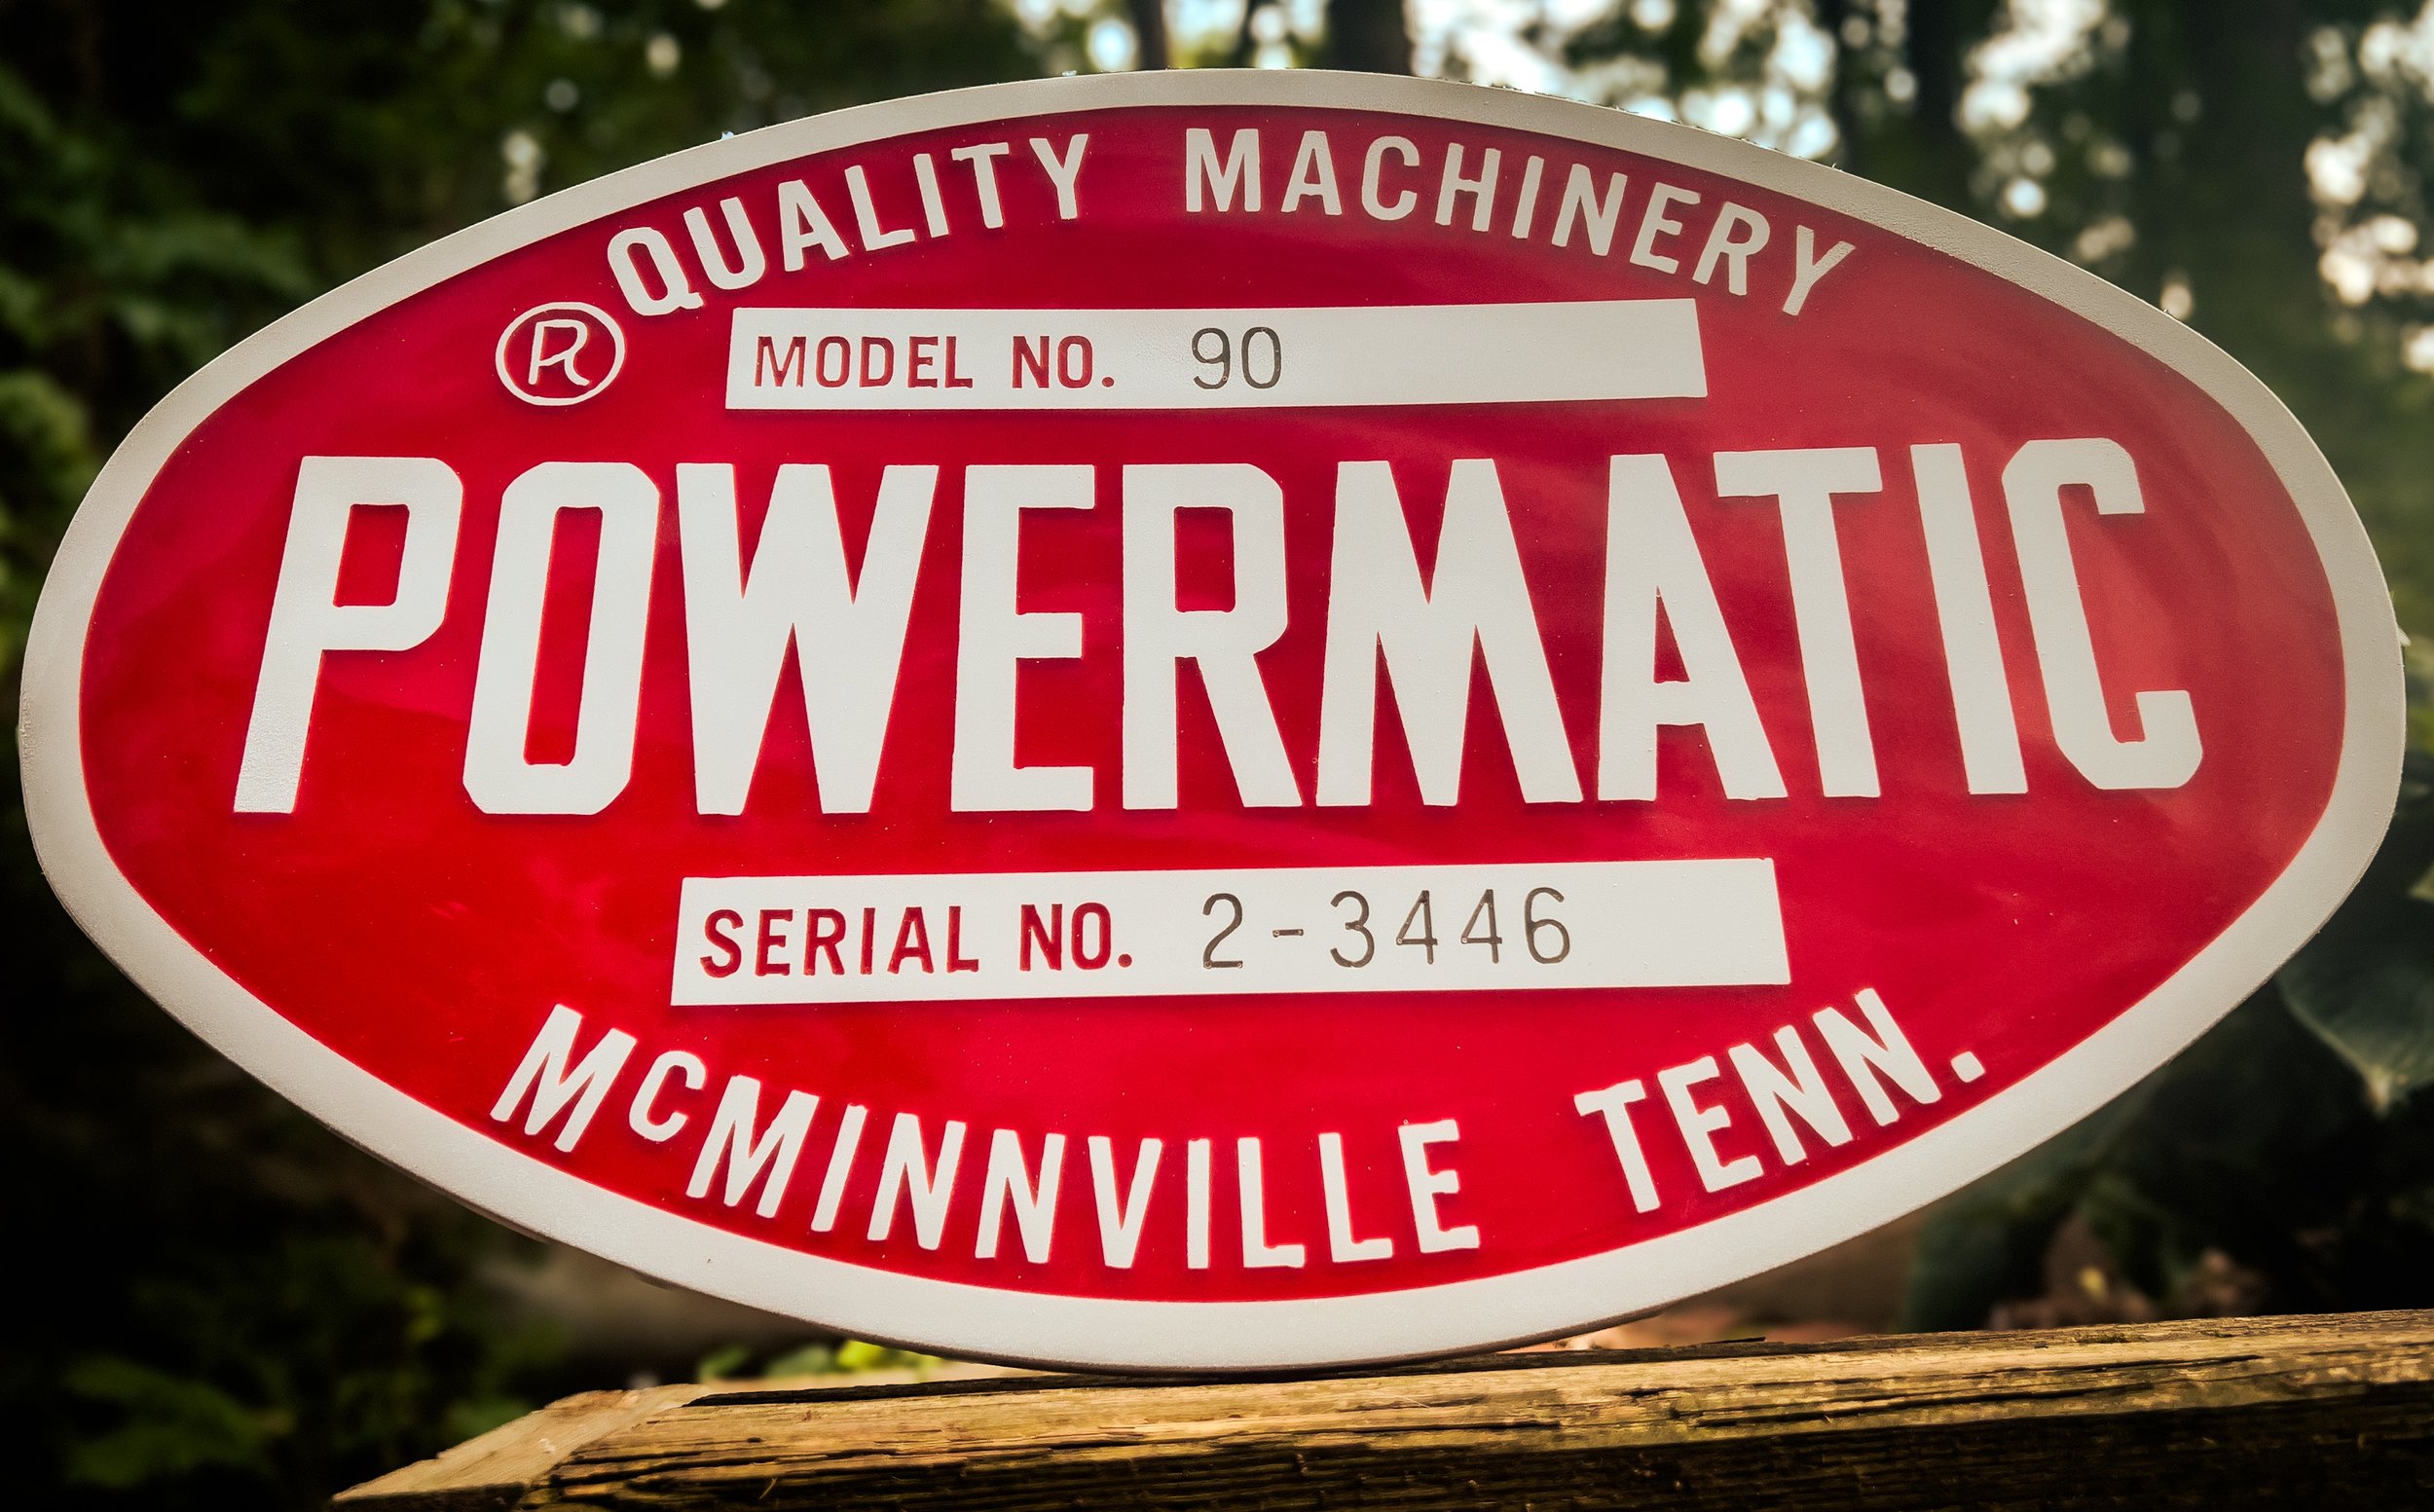 QUALITY MACHINERY
®
MODEL NO. 90
POWERMATIC
SERIAL NO. 2-3446
McMINNVILLE TENN.